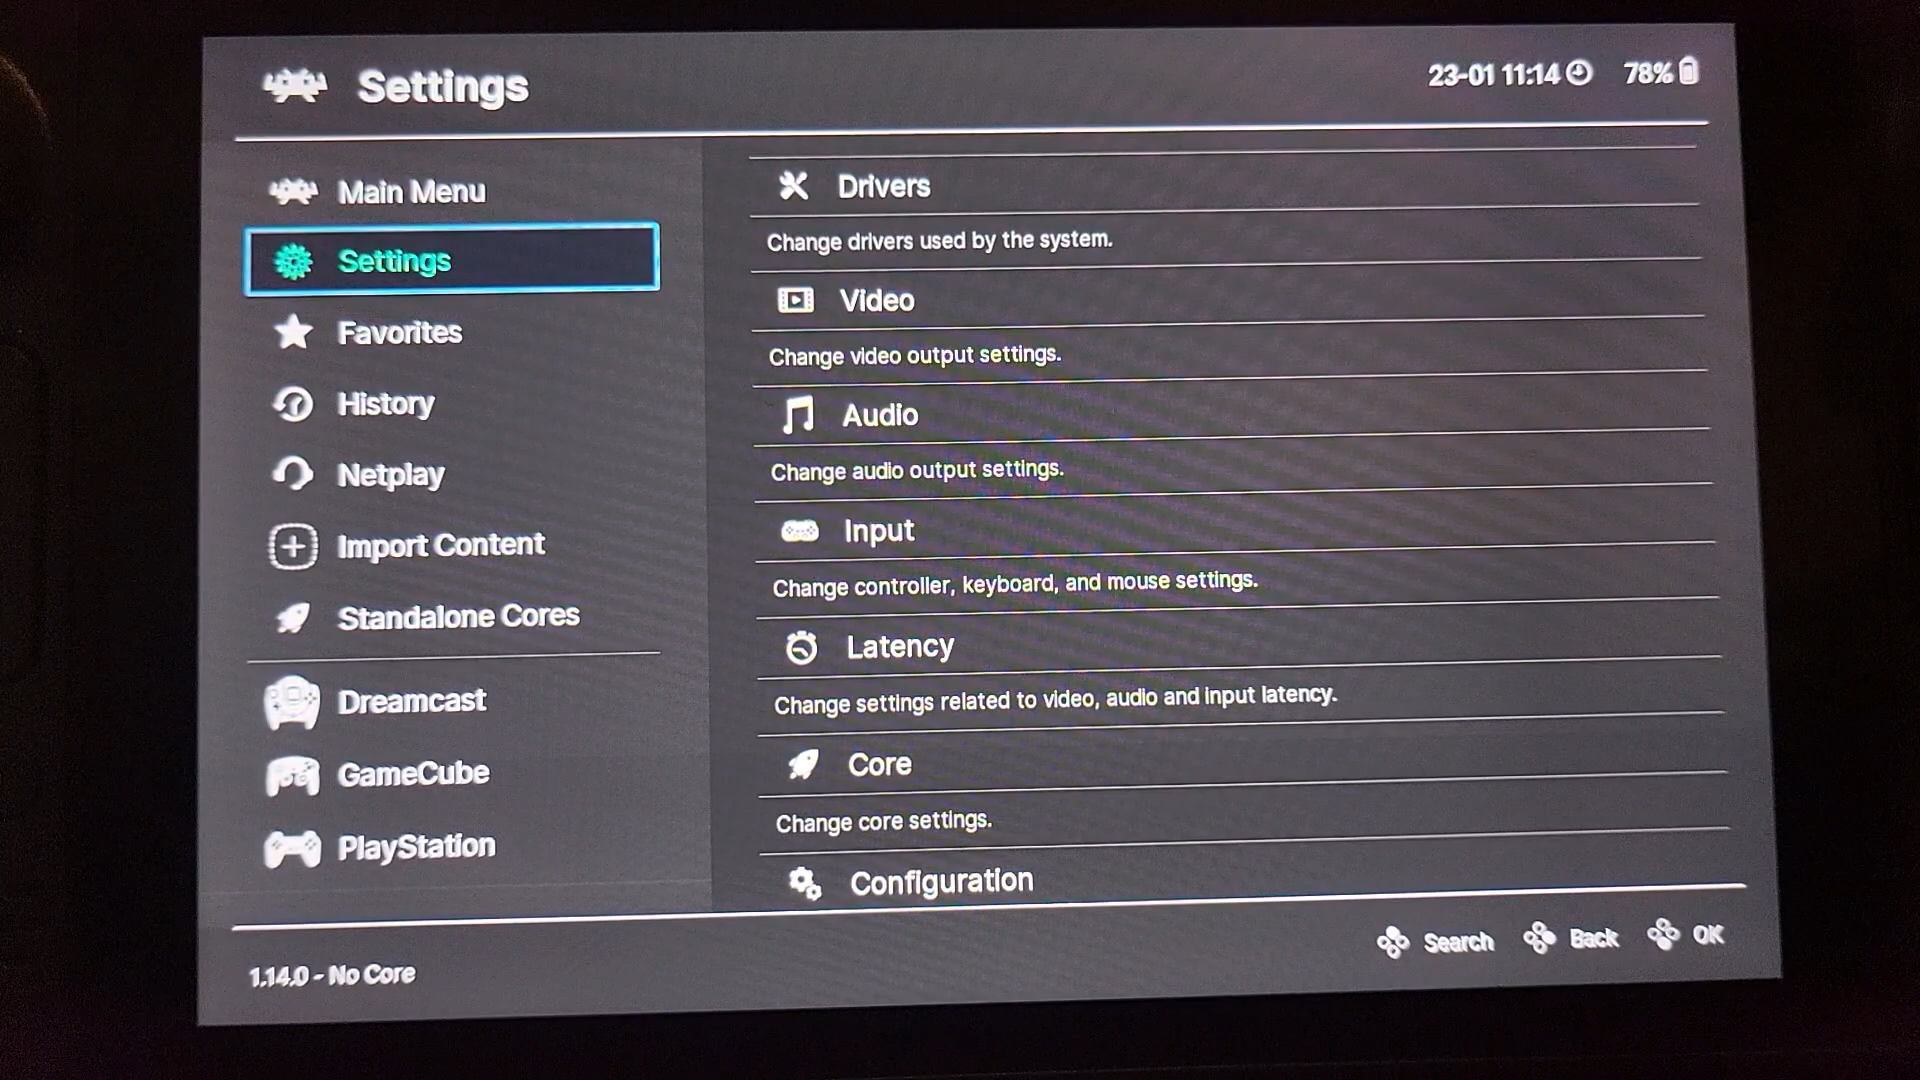 Settings
23-01 11:14
78%
Main Menu
Settings
Favorites
History
Netplay
Import Content
Standalone Cores
Dreamcast
GameCube
PlayStation
Drivers
Change drivers used by the system.
Video
Change video output settings.
Audio
Change audio output settings.
Input
Change controller, keyboard, and mouse settings.
Latency
Change settings related to video, audio and input latency.
Core
Change core settings.
Configuration
1.14.0 - No Core
Search
Back
OK